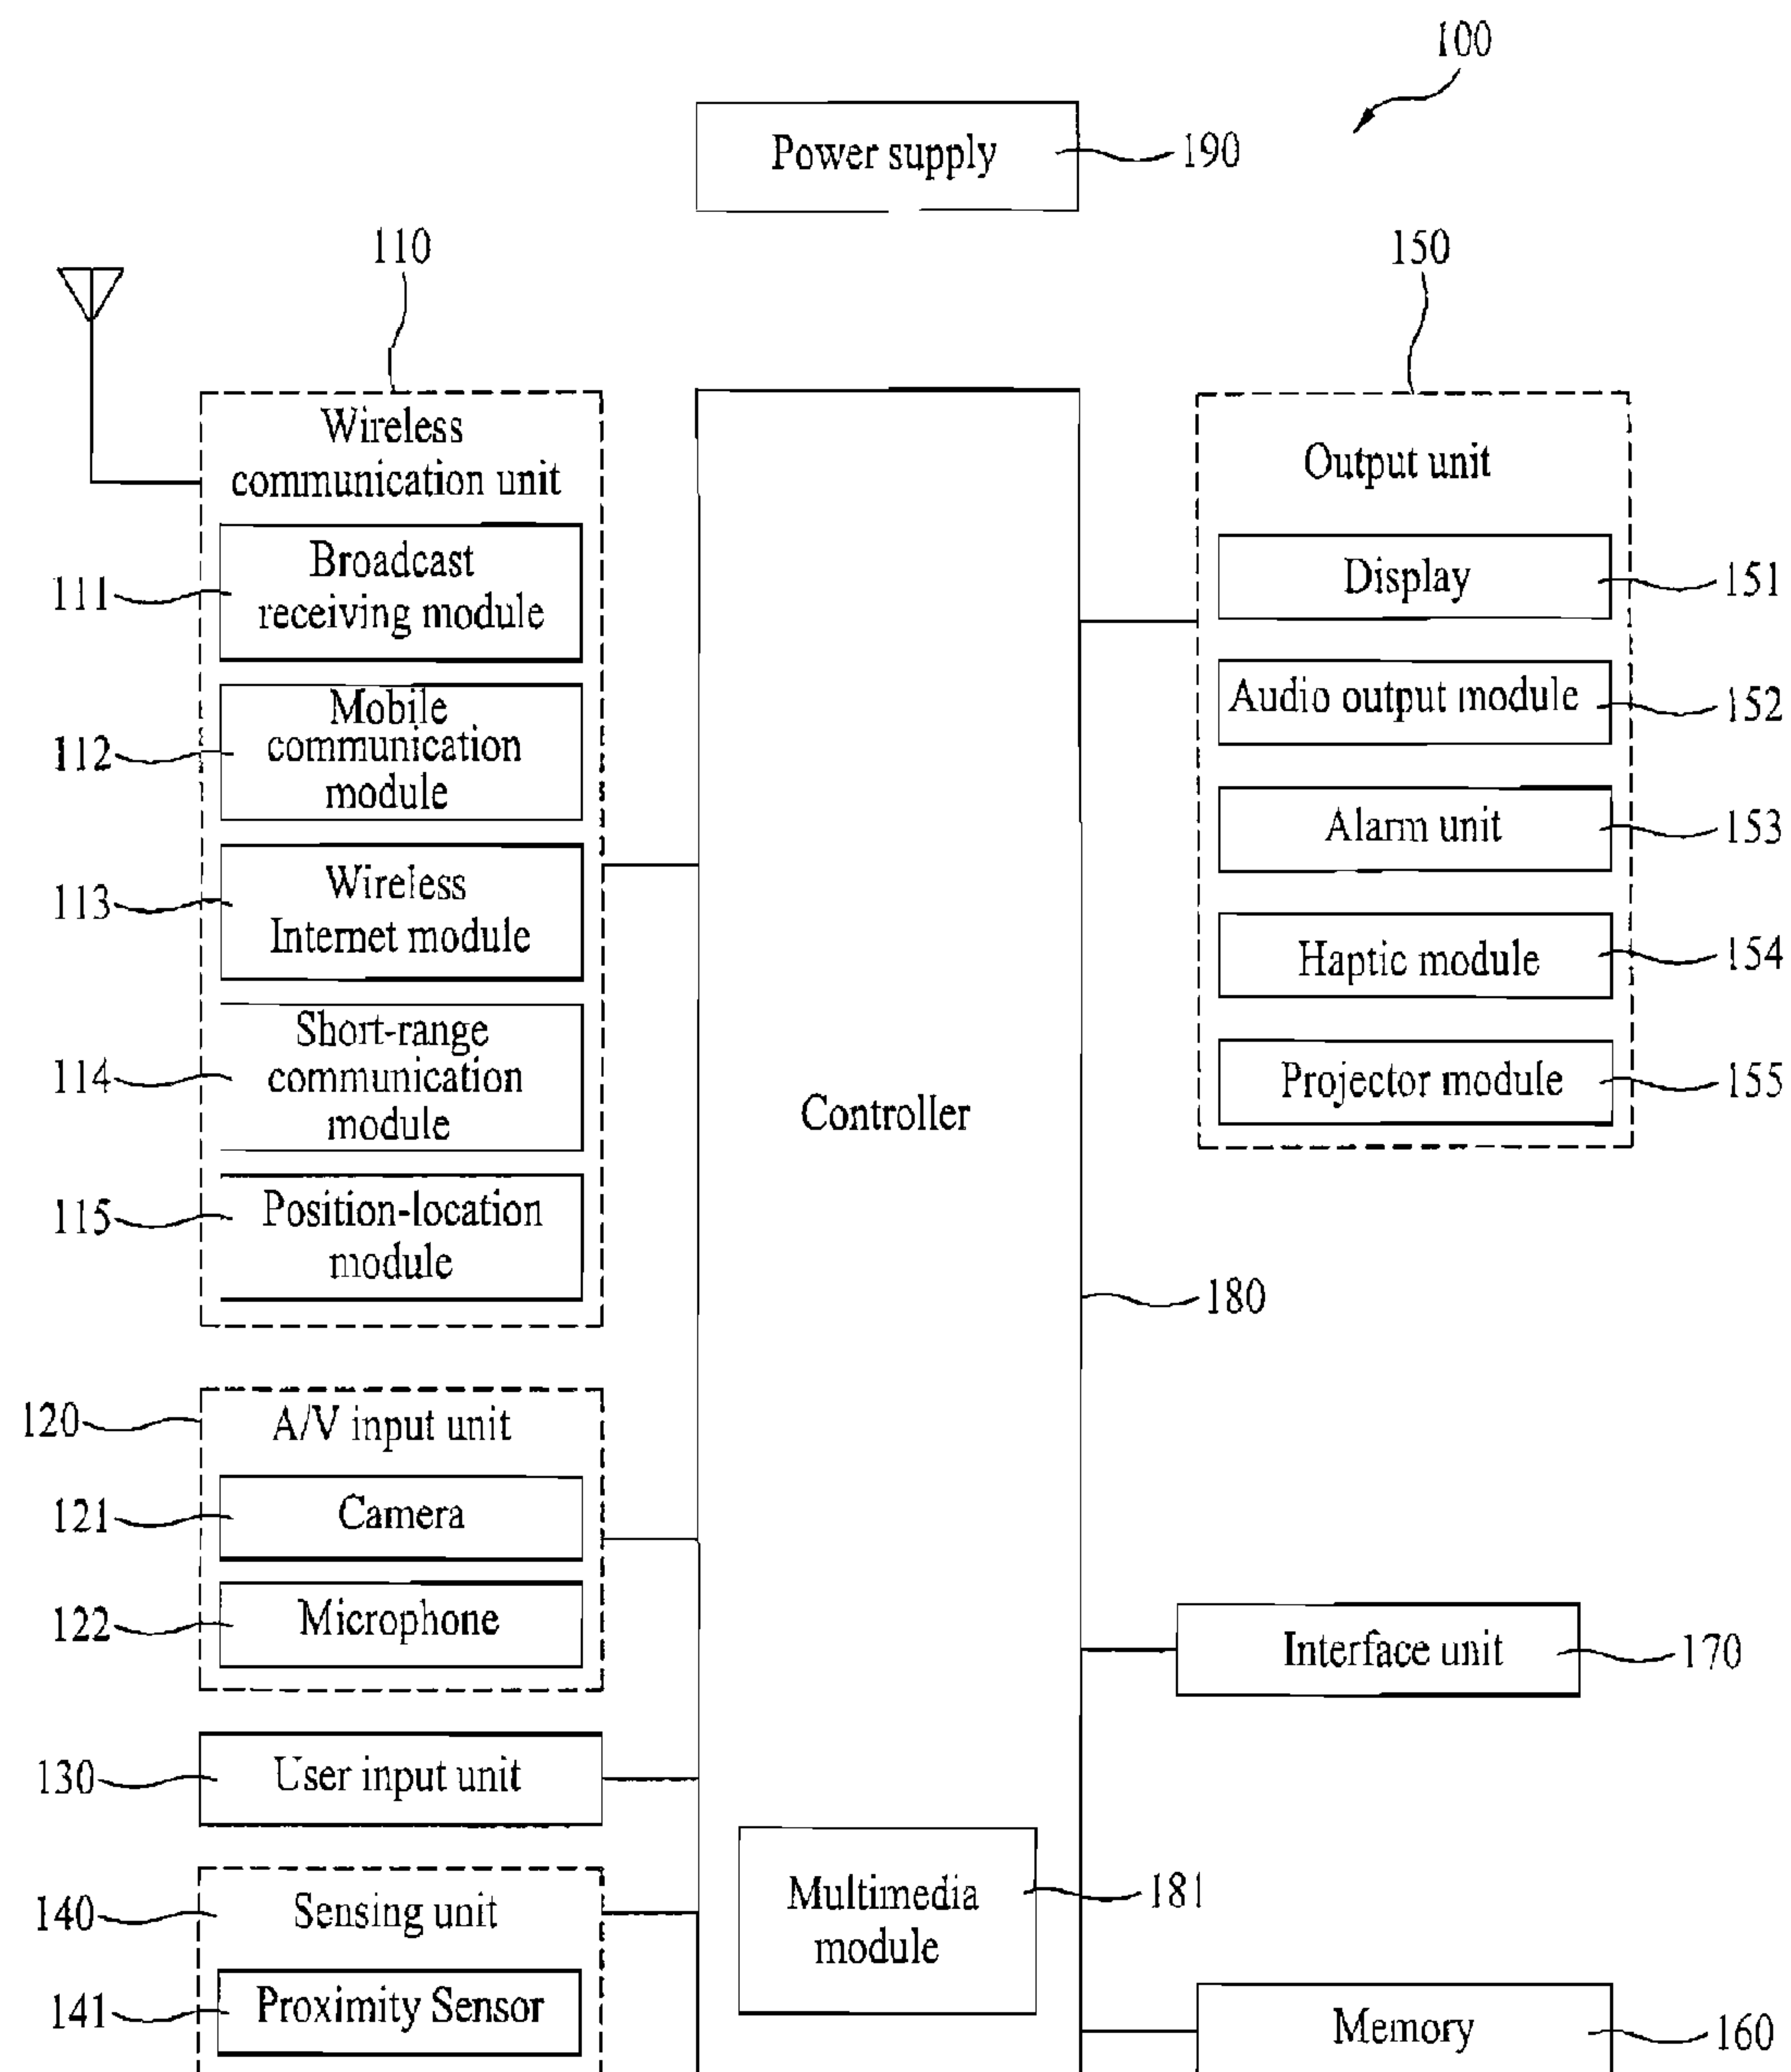 100
Power supply
190
110
150
Wireless
communication unit
Output unit
Broadcast
receiving module
111
Display
151
Mobile
communication
module
112
Audio output module
152
Wireless
Internet module
113
Alarm unit
153
Haptic module
154
Short-range
communication
module
114
Controller
Projector module
155
Position-location
module
115
180
120
A/V input unit
121
Camera
122
Microphone
Interface unit
170
130
User input unit
Multimedia
module
181
140
Sensing unit
141
Proximity Sensor
Memory
160